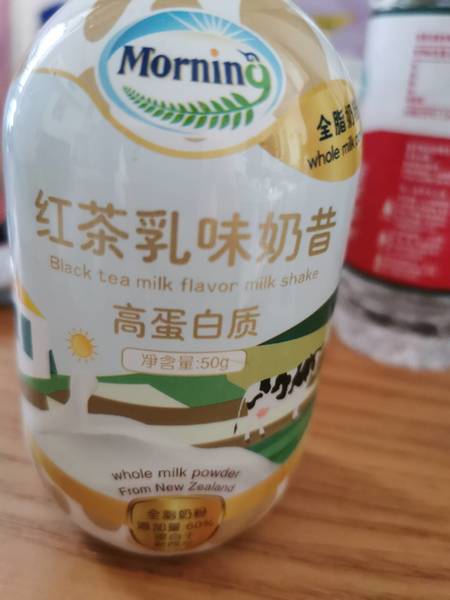 Morning
全脂奶
whole milk
红茶乳味奶昔
Black tea milk flavor milk shake
高蛋白质
净含量:50g
whole milk powder
From New Zealand
全脂奶粉
添加量 60%